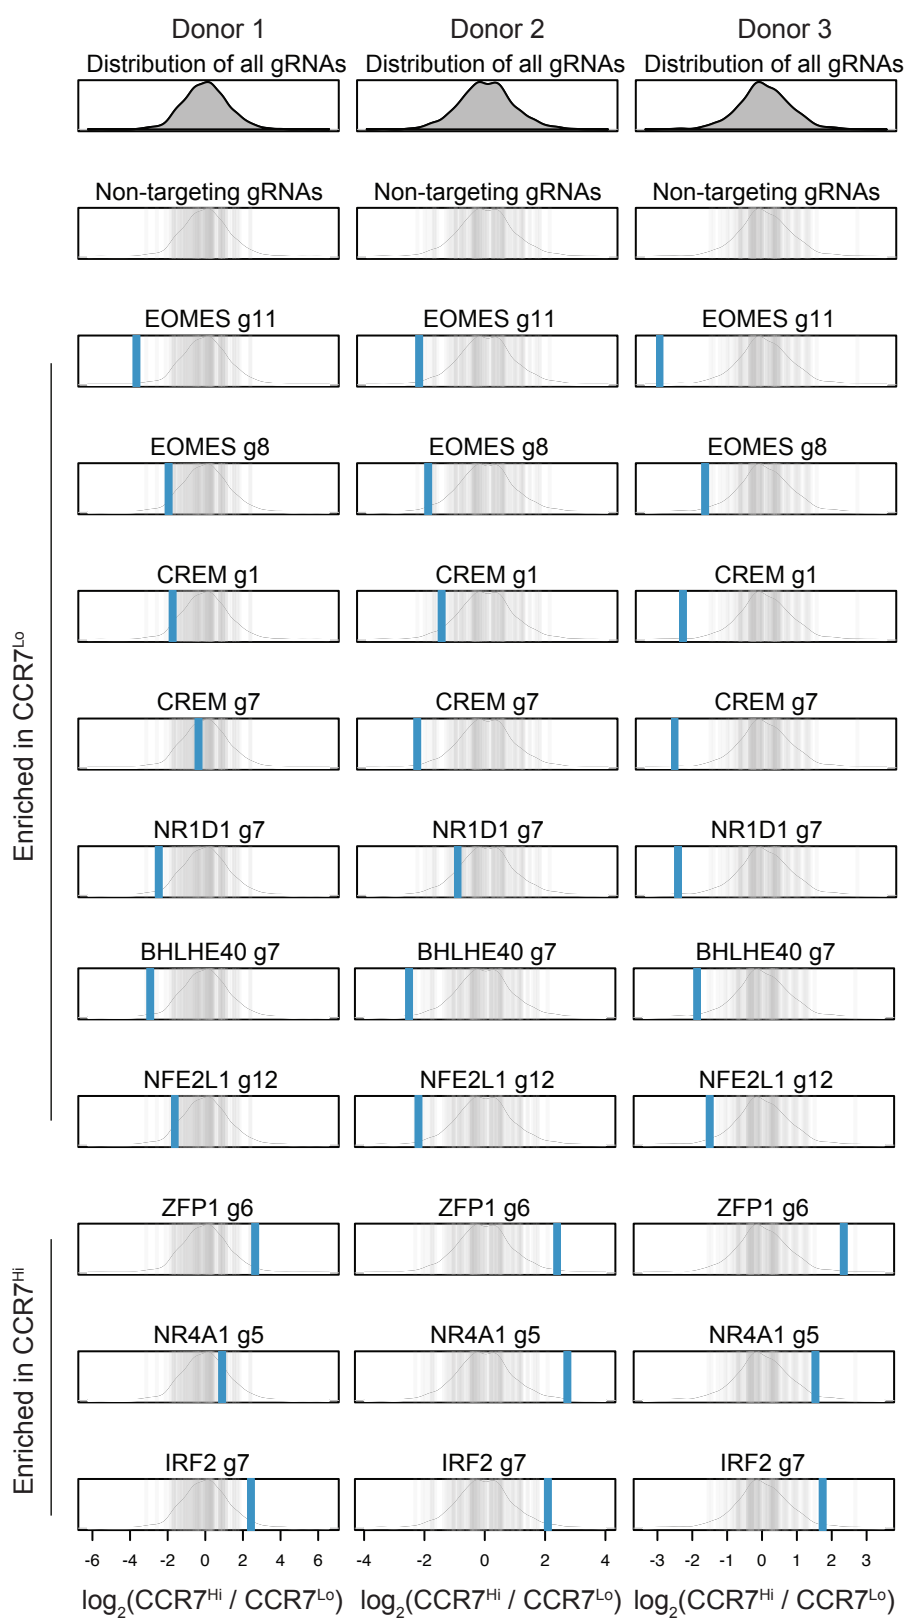 Donor 1 Donor 2 Donor 3
Distribution of all gRNAs Distribution of all gRNAs Distribution of all gRNAs
Non-targeting gRNAs Non-targeting gRNAs Non-targeting gRNAs
Enriched in CCR7Lo
EOMES g11 EOMES g11 EOMES g11
EOMES g8 EOMES g8 EOMES g8
CREM g1 CREM g1 CREM g1
CREM g7 CREM g7 CREM g7
NR1D1 g7 NR1D1 g7 NR1D1 g7
BHLHE40 g7 BHLHE40 g7 BHLHE40 g7
NFE2L1 g12 NFE2L1 g12 NFE2L1 g12
Enriched in CCR7Hi
ZFP1 g6 ZFP1 g6 ZFP1 g6
NR4A1 g5 NR4A1 g5 NR4A1 g5
IRF2 g7 IRF2 g7 IRF2 g7
-6 -4 -2 0 2 4 6 -4 -2 0 2 4 -3 -2 -1 0 1 2 3
log2(CCR7Hi / CCR7Lo) log2(CCR7Hi / CCR7Lo) log2(CCR7Hi / CCR7Lo)